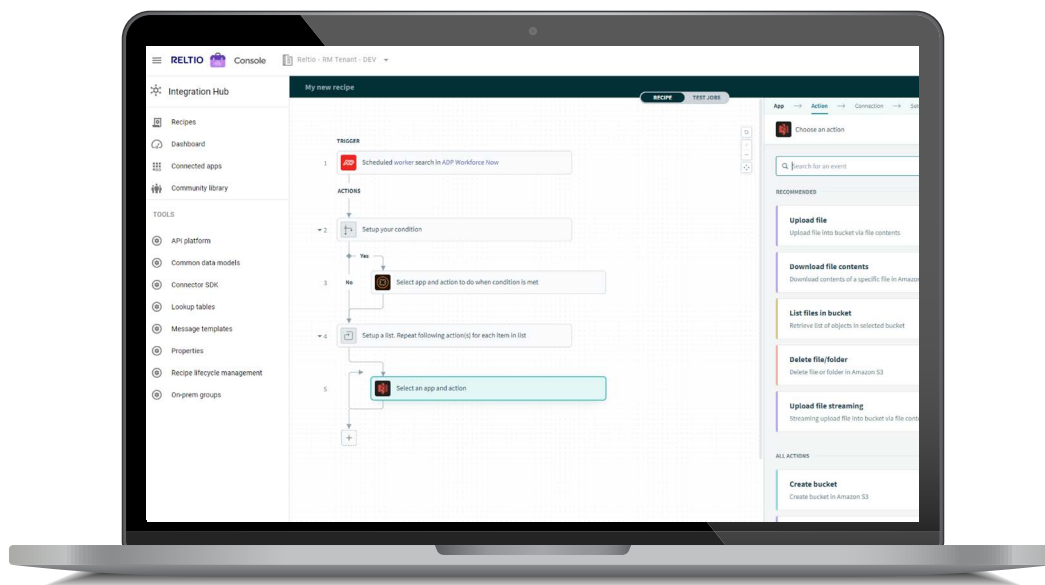 RELTIO Console
Reltio - RM Tenant - DEV
Integration Hub
Recipes
Dashboard
Connected apps
Community library
TOOLS
API platform
Common data models
Connector SDK
Lookup tables
Message templates
Properties
Recipe lifecycle management
On-prem groups
My new recipe
RECIPE TEST JOBS
TRIGGER
1 Scheduled worker search in ADP Workforce Now
ACTIONS
2 Setup your condition
Yes
3 No Select app and action to do when condition is met
4 Setup a list. Repeat following action(s) for each item in list
5 Select an app and action
App Action Connection
Choose an action
Search for an event
RECOMMENDED
Upload file
Upload file into bucket via file contents
Download file contents
Download contents of a specific file in Amazon
List files in bucket
Retrieve list of objects in selected bucket
Delete file/folder
Delete file or folder in Amazon S3
Upload file streaming
Streaming upload file into bucket via file
ALL ACTIONS
Create bucket
Create bucket in Amazon S3